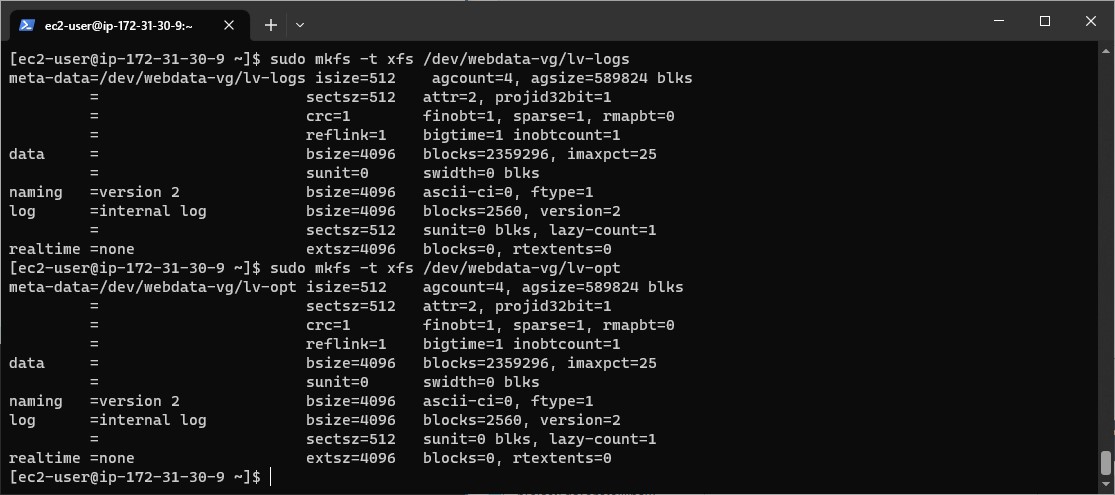 ec2-user@ip-172-31-30-9:~
[ec2-user@ip-172-31-30-9 ~]$ sudo mkfs -t xfs /dev/webdata-vg/lv-logs
meta-data=/dev/webdata-vg/lv-logs isize=512    agcount=4, agsize=589824 blks
         =                       sectsz=512   attr=2, projid32bit=1
         =                       crc=1        finobt=1, sparse=1, rmapbt=0
         =                       reflink=1    bigtime=1 inobtcount=1
data     =                       bsize=4096   blocks=2359296, imaxpct=25
         =                       sunit=0      swidth=0 blks
naming   =version 2              bsize=4096   ascii-ci=0, ftype=1
log      =internal log           bsize=4096   blocks=2560, version=2
         =                       sectsz=512   sunit=0 blks, lazy-count=1
realtime =none                   extsz=4096   blocks=0, rtextents=0
[ec2-user@ip-172-31-30-9 ~]$ sudo mkfs -t xfs /dev/webdata-vg/lv-opt
meta-data=/dev/webdata-vg/lv-opt isize=512    agcount=4, agsize=589824 blks
         =                       sectsz=512   attr=2, projid32bit=1
         =                       crc=1        finobt=1, sparse=1, rmapbt=0
         =                       reflink=1    bigtime=1 inobtcount=1
data     =                       bsize=4096   blocks=2359296, imaxpct=25
         =                       sunit=0      swidth=0 blks
naming   =version 2              bsize=4096   ascii-ci=0, ftype=1
log      =internal log           bsize=4096   blocks=2560, version=2
         =                       sectsz=512   sunit=0 blks, lazy-count=1
realtime =none                   extsz=4096   blocks=0, rtextents=0
[ec2-user@ip-172-31-30-9 ~]$